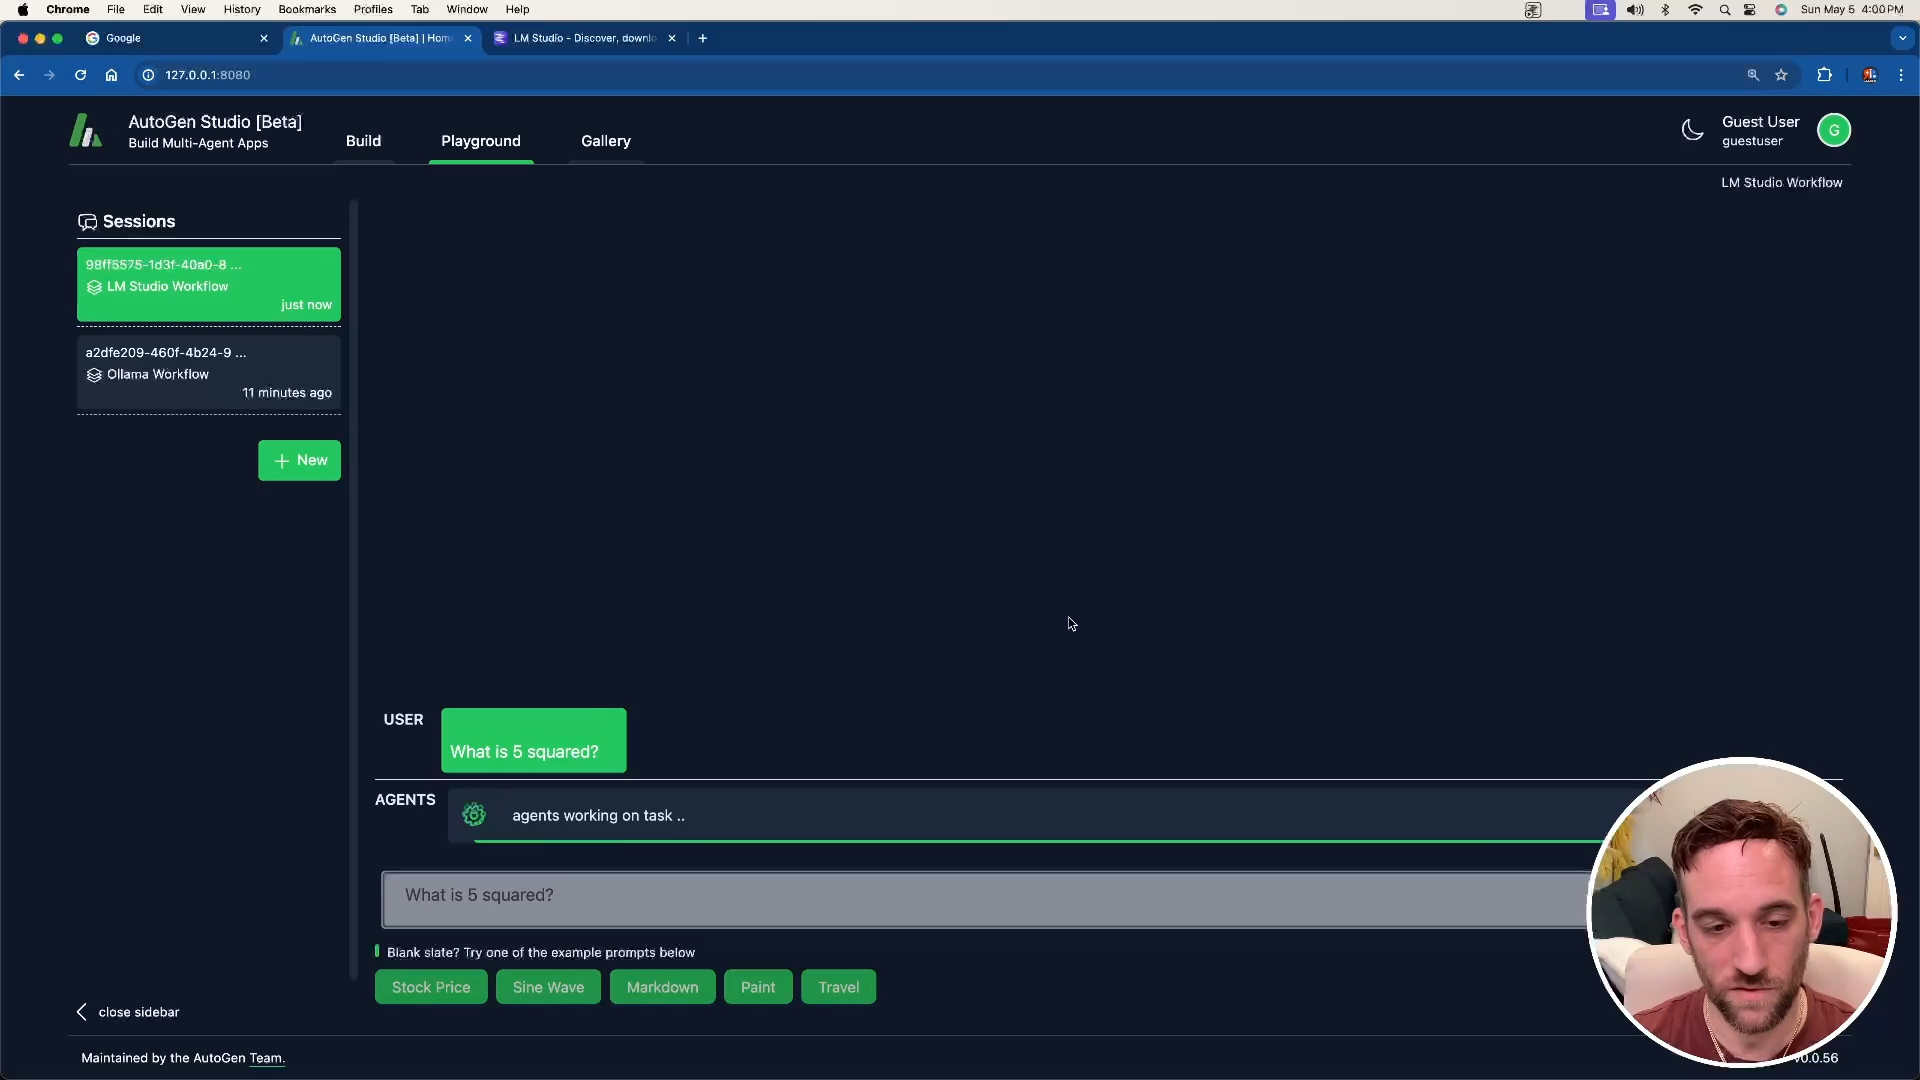 Chrome File Edit View History Bookmarks Profiles Tab Window Help Sun May 5 4:00 PM
Google AutoGen Studio [Beta] | Hom LM Studio - Discover, downlo
127.0.0.1:8080
AutoGen Studio [Beta]
Build Multi-Agent Apps
Build Playground Gallery
Guest User
guestuser
G
LM Studio Workflow
Sessions
98ff5575-1d3f-40a0-8 ...
LM Studio Workflow
just now
a2dfe209-460f-4b24-9 ...
Ollama Workflow
11 minutes ago
+ New
USER
What is 5 squared?
AGENTS
agents working on task ..
What is 5 squared?
Blank slate? Try one of the example prompts below
Stock Price Sine Wave Markdown Paint Travel
close sidebar
Maintained by the AutoGen Team.
v0.0.56